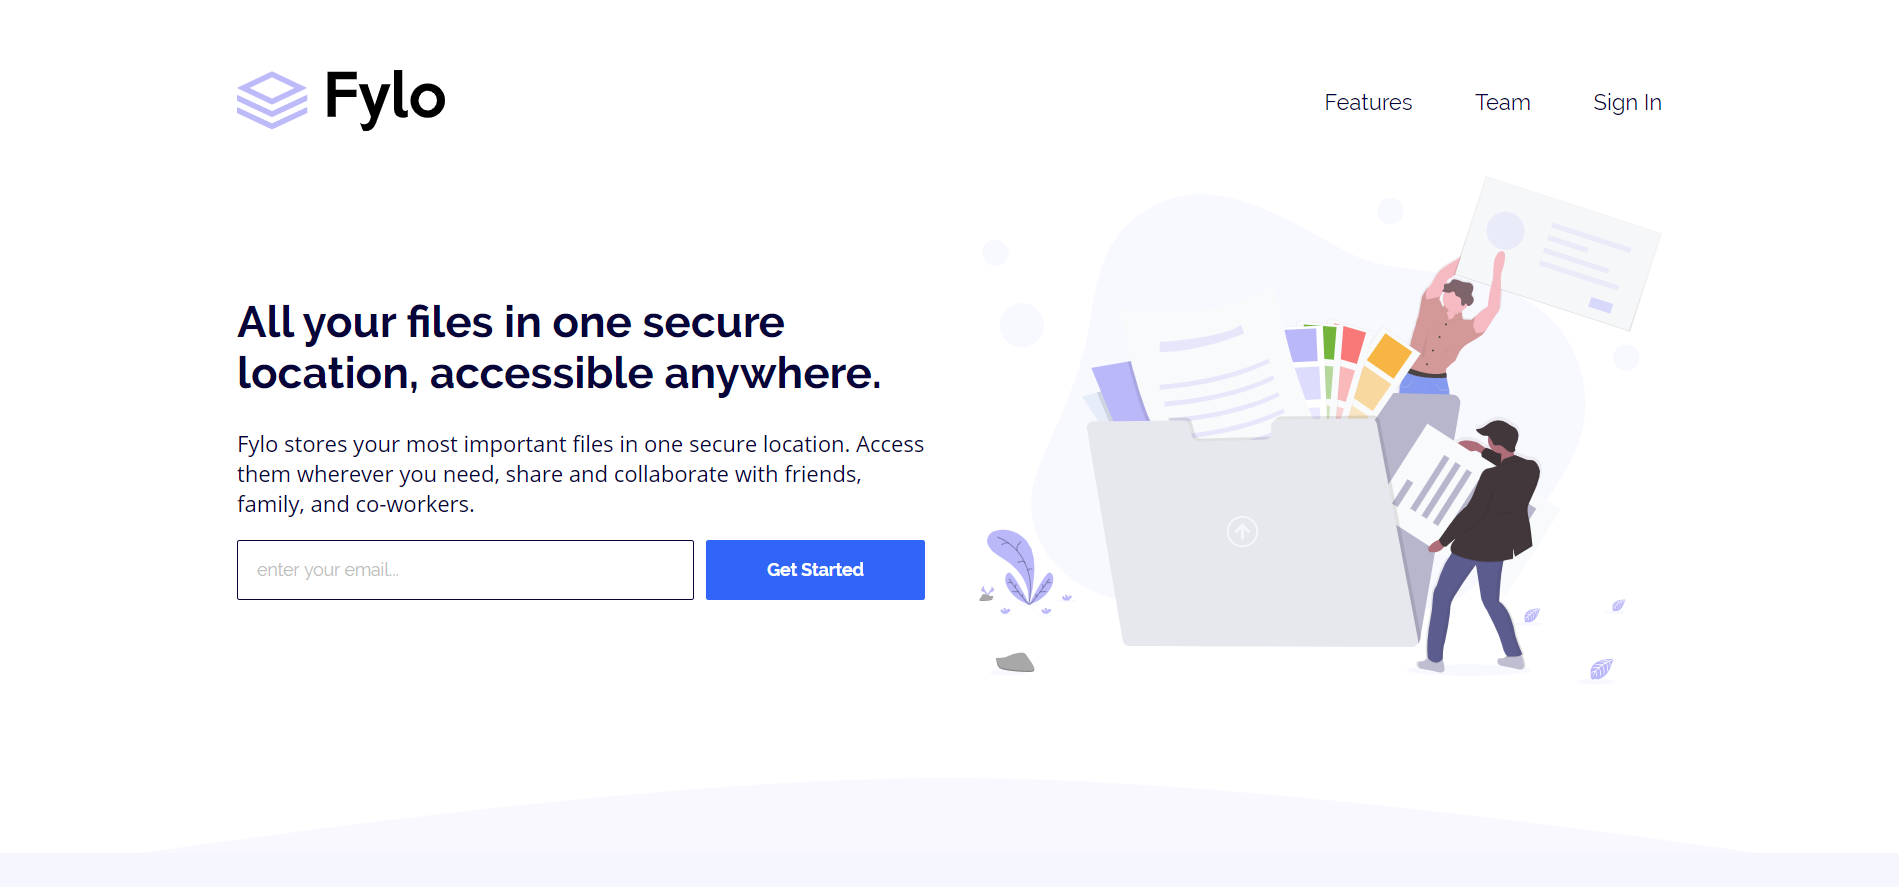 Fylo
Features
Team
Sign In
All your files in one secure
location, accessible anywhere.
Fylo stores your most important files in one secure location. Access
them wherever you need, share and collaborate with friends,
family, and co-workers.
enter your email...
Get Started